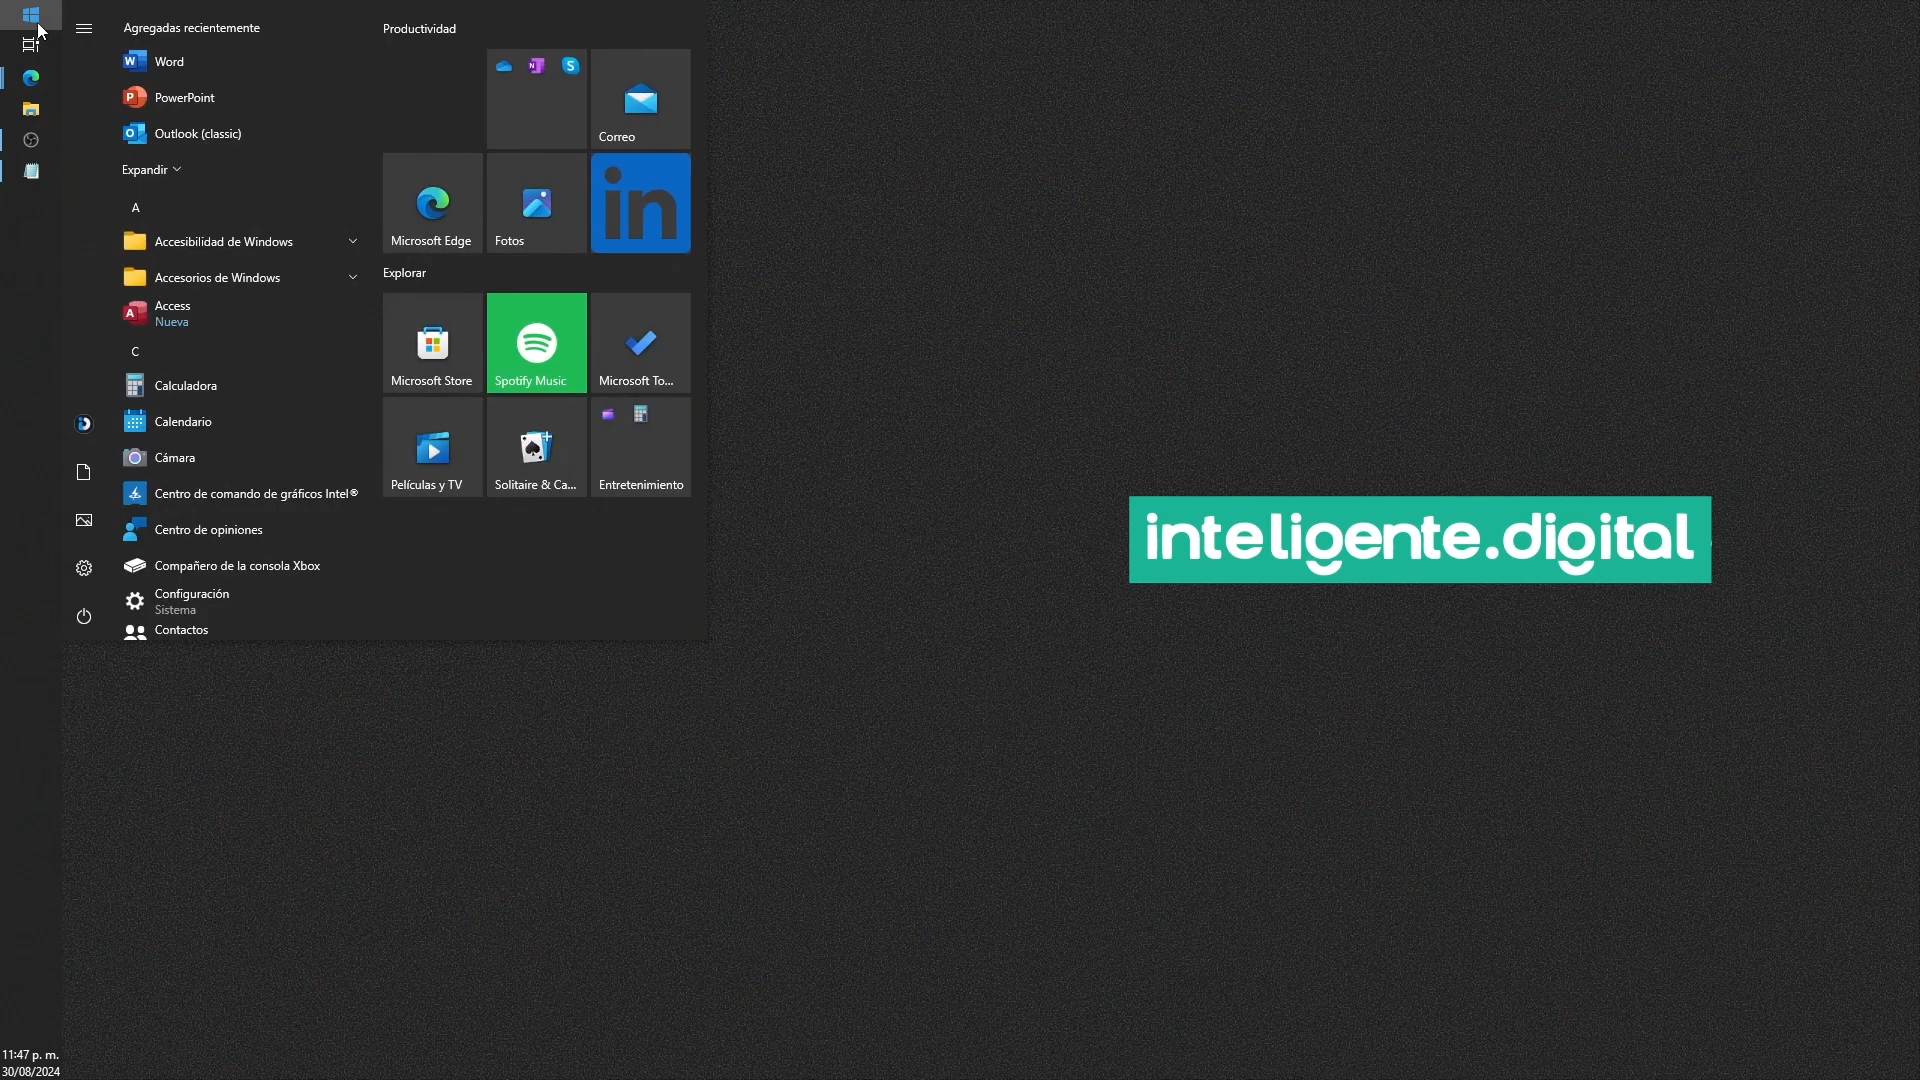 Agregadas recientemente
Word
PowerPoint
Outlook (classic)
Expandir
A
Accesibilidad de Windows
Accesorios de Windows
Access
Nueva
C
Calculadora
Calendario
Cámara
Centro de comando de gráficos Intel®
Centro de opiniones
Compañero de la consola Xbox
Configuración
Sistema
Contactos
Productividad
Correo
Microsoft Edge
Fotos
in
Explorar
Microsoft Store
Spotify Music
Microsoft To...
Películas y TV
Solitaire & Ca...
Entretenimiento
inteligente.digital
11:47 p. m.
30/08/2024